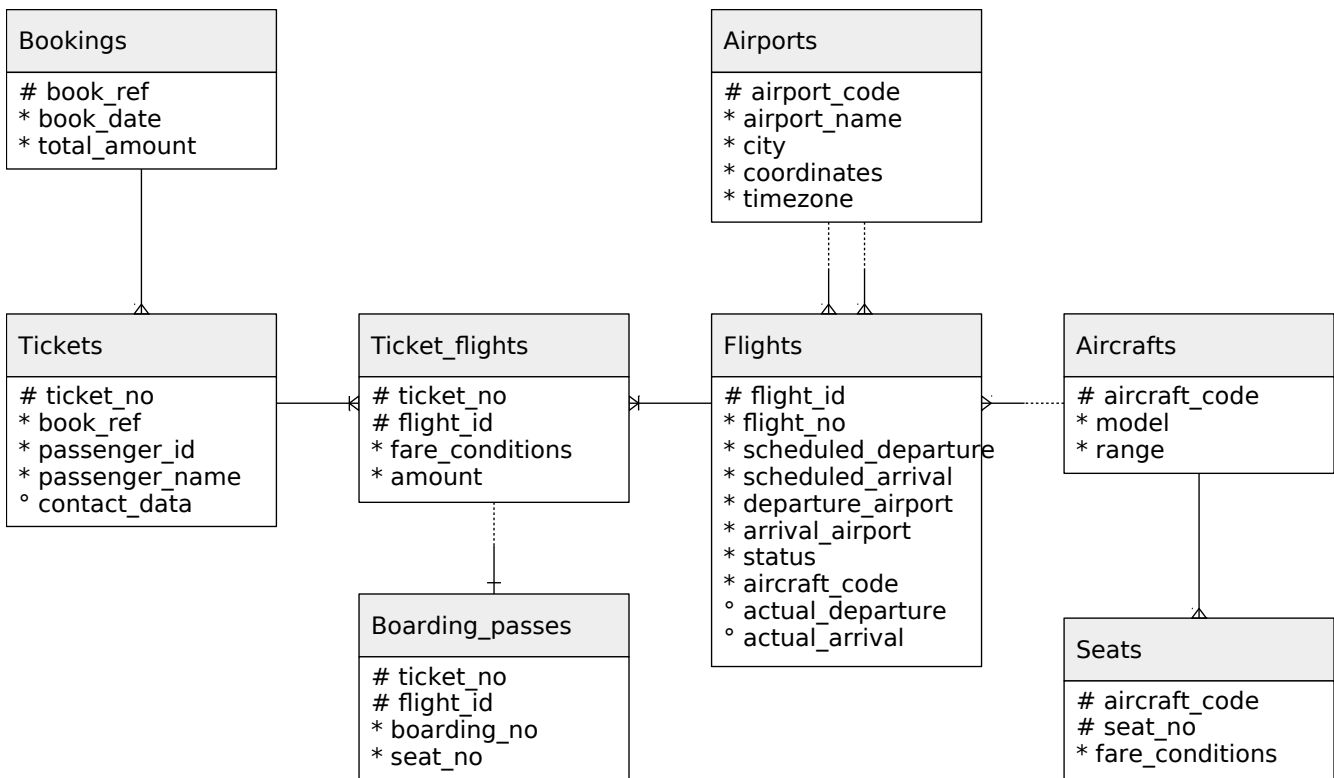 Bookings
# book_ref
* book_date
* total_amount
Airports
# airport_code
* airport_name
* city
* coordinates
* timezone
Tickets
# ticket_no
* book_ref
* passenger_id
* passenger_name
° contact_data
Ticket_flights
# ticket_no
# flight_id
* fare_conditions
* amount
Flights
# flight_id
* flight_no
* scheduled_departure
* scheduled_arrival
* departure_airport
* arrival_airport
* status
* aircraft_code
° actual_departure
° actual_arrival
Aircrafts
# aircraft_code
* model
* range
Boarding_passes
# ticket_no
# flight_id
* boarding_no
* seat_no
Seats
# aircraft_code
# seat_no
* fare_conditions